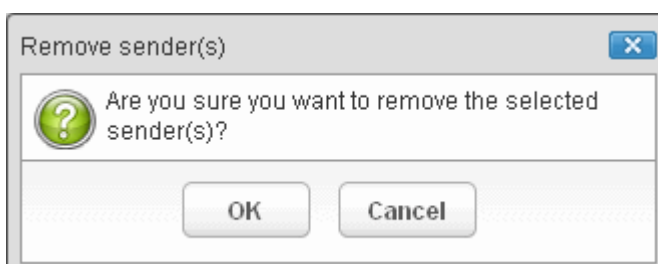 Remove sender(s)
Are you sure you want to remove the selected
sender(s)?
OK Cancel